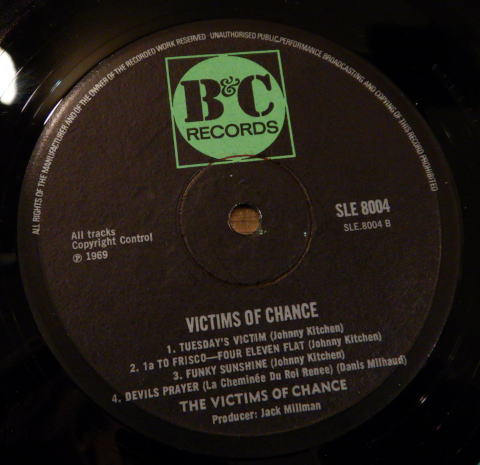 ALL RIGHTS OF THE MANUFACTURER AND OF THE OWNER OF THE RECORDED WORK RESERVED · UNAUTHORISED PUBLIC PERFORMANCE BROADCASTING AND COPYING OF THIS RECORD PROHIBITED
B&C
RECORDS
SLE 8004
SLE.8004 B
All tracks
Copyright Control
℗ 1969
VICTIMS OF CHANCE
1. TUESDAY'S VICTIM (Johnny Kitchen)
2. 1a TO FRISCO—FOUR ELEVEN FLAT (Johnny Kitchen)
3. FUNKY SUNSHINE (Johnny Kitchen)
4. DEVILS PRAYER (La Cheminée Du Rei Renee) (Danis Milhaud)
THE VICTIMS OF CHANCE
Producer: Jack Millman